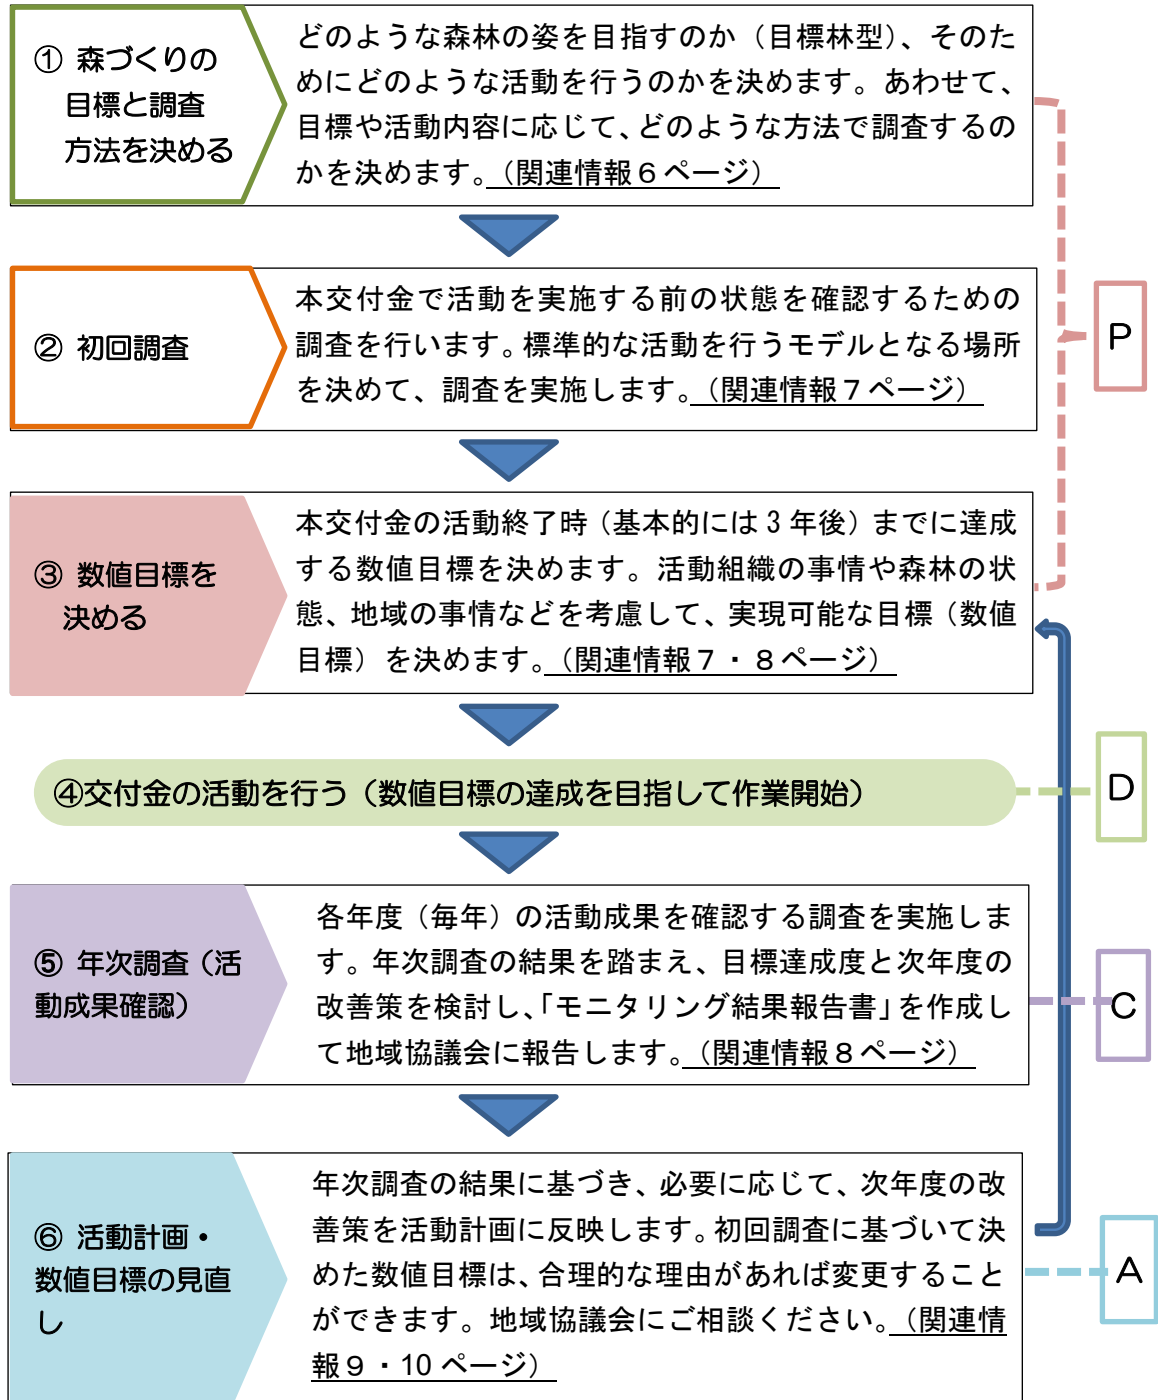 ① 森づくりの
目標と調査
方法を決める
どのような森林の姿を目指すのか（目標林型）、そのた
めにどのような活動を行うのかを決めます。あわせて、
目標や活動内容に応じて、どのような方法で調査するの
かを決めます。（関連情報６ページ）
② 初回調査
本交付金で活動を実施する前の状態を確認するための
調査を行います。標準的な活動を行うモデルとなる場所
を決めて、調査を実施します。（関連情報７ページ）
P
③ 数値目標を
決める
本交付金の活動終了時（基本的には３年後）までに達成
する数値目標を決めます。活動組織の事情や森林の状
態、地域の事情などを考慮して、実現可能な目標（数値
目標）を決めます。（関連情報７・８ページ）
④交付金の活動を行う（数値目標の達成を目指して作業開始）
D
⑤ 年次調査（活
動成果確認）
各年度（毎年）の活動成果を確認する調査を実施しま
す。年次調査の結果を踏まえ、目標達成度と次年度の
改善策を検討し、「モニタリング結果報告書」を作成し
て地域協議会に報告します。（関連情報８ページ）
C
⑥ 活動計画・
数値目標の見直
し
年次調査の結果に基づき、必要に応じて、次年度の改
善策を活動計画に反映します。初回調査に基づいて決
めた数値目標は、合理的な理由があれば変更すること
ができます。地域協議会にご相談ください。（関連情
報９・10 ページ）
A